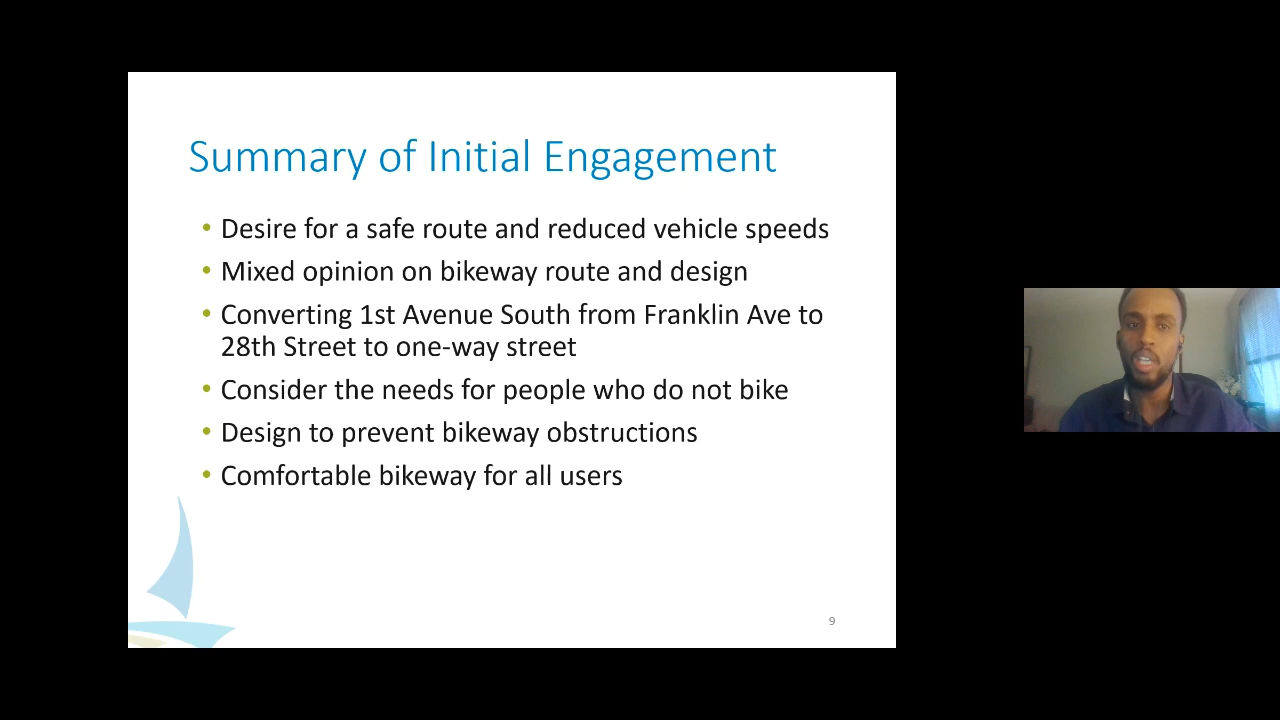 Summary of Initial Engagement
• Desire for a safe route and reduced vehicle speeds
• Mixed opinion on bikeway route and design
• Converting 1st Avenue South from Franklin Ave to
28th Street to one-way street
• Consider the needs for people who do not bike
• Design to prevent bikeway obstructions
• Comfortable bikeway for all users
9